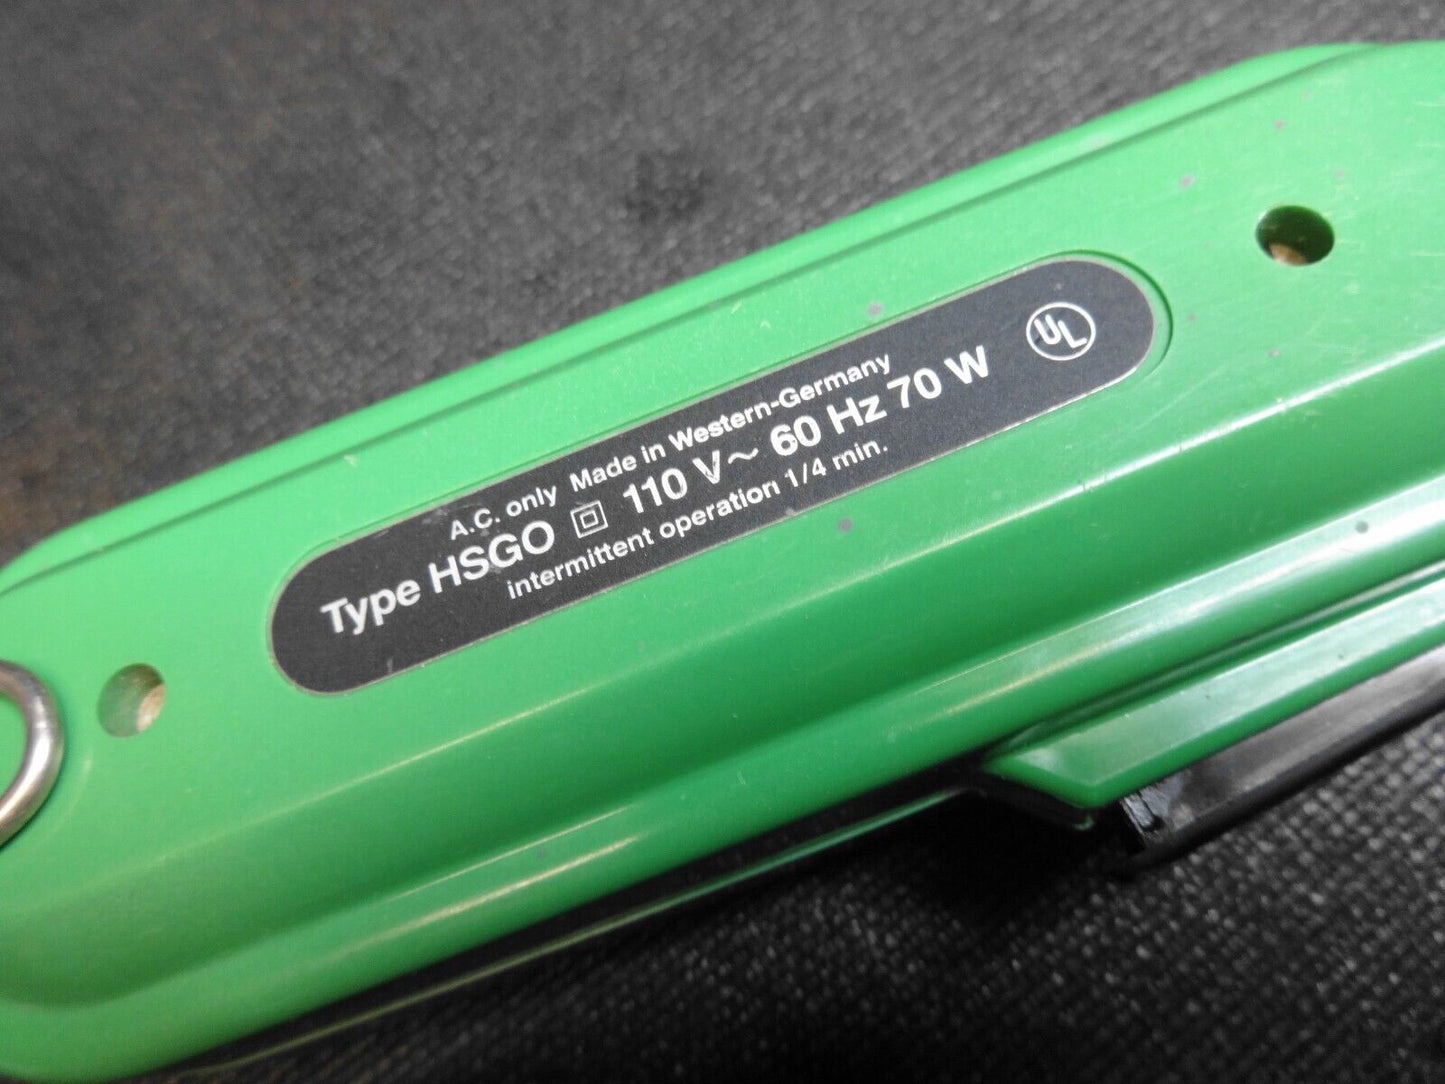 A.C. only Made in Western-Germany
Type HSGO 110 V~ 60 Hz 70 W
intermittent operation 1/4 min.
UL